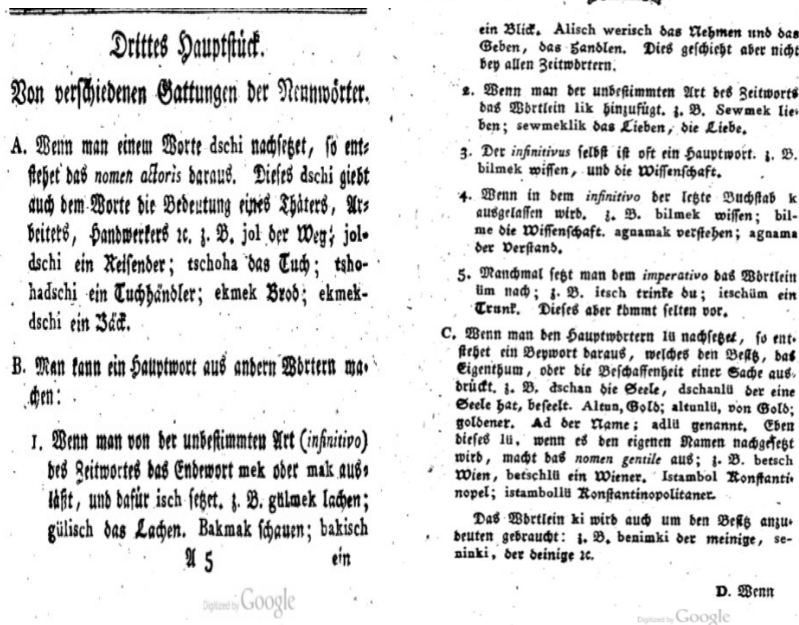 Drittes Hauptstück.
Von verschiedenen Gattungen der Nennwörter.
A. Wenn man einem Worte dschi nachsetzet, so ent-
stehet das nomen actoris daraus. Dieses dschi giebt
auch dem Worte die Bedeutung eines Thäters, Ar-
beiters, Handwerkers ꝛc. z. B. jol der Weg; jol-
dschi ein Reisender; tschoha das Tuch; tsho-
hadschi ein Tuchhändler; ekmek Brod; ekmek-
dschi ein Bäck.
B. Man kann ein Hauptwort aus andern Wörtern ma-
chen:
1. Wenn man von der unbestimmten Art (infinitivo)
des Zeitwortes das Endewort mek oder mak aus-
läßt, und dafür isch setzet. z. B. gülmek lachen;
gülisch das Lachen. Bakmak schauen; bakisch
A 5 ein
Digitized by Google
ein Blick. Alisch werisch das Nehmen und das
Geben, das Handlen. Dies geschieht aber nicht
bey allen Zeitwörtern.
2. Wenn man der unbestimmten Art des Zeitworts
das Wörtlein lik hinzufügt. z. B. Sewmek lie-
ben; sewmeklik das Lieben, die Liebe.
3. Der infinitivus selbst ist oft ein Hauptwort. z. B.
bilmek wissen, und die Wissenschaft.
4. Wenn in dem infinitivo der letzte Buchstab k
ausgelassen wird. z. B. bilmek wissen; bil-
me die Wissenschaft. agnamak verstehen; agnama
der Verstand.
5. Manchmal setzt man dem imperativo das Wörtlein
üm nach; z. B. itsch trinke du; itschüm ein
Trunk. Dieses aber kömmt selten vor.
C. Wenn man den Hauptwörtern lü nachsetzet, so ent-
stehet ein Beywort daraus, welches den Besitz, das
Eigenthum, oder die Beschaffenheit einer Sache aus-
drückt. z. B. dschan die Seele, dschanlü der eine
Seele hat, beseelt. Altun, Gold; altunlü, von Gold;
goldener. Ad der Name; adlü genannt. Eben
dieses lü, wenn es den eigenen Namen nachgesetzt
wird, macht das nomen gentile aus; z. B. betsch
Wien, betschlü ein Wiener. Istambol Konstanti-
nopel; istambollü Konstantinopolitaner.
Das Wörtlein ki wird auch um den Besitz anzu-
deuten gebraucht: z. B. benimki der meinige, se-
ninki, der deinige ꝛc.
D. Wenn
Digitized by Google